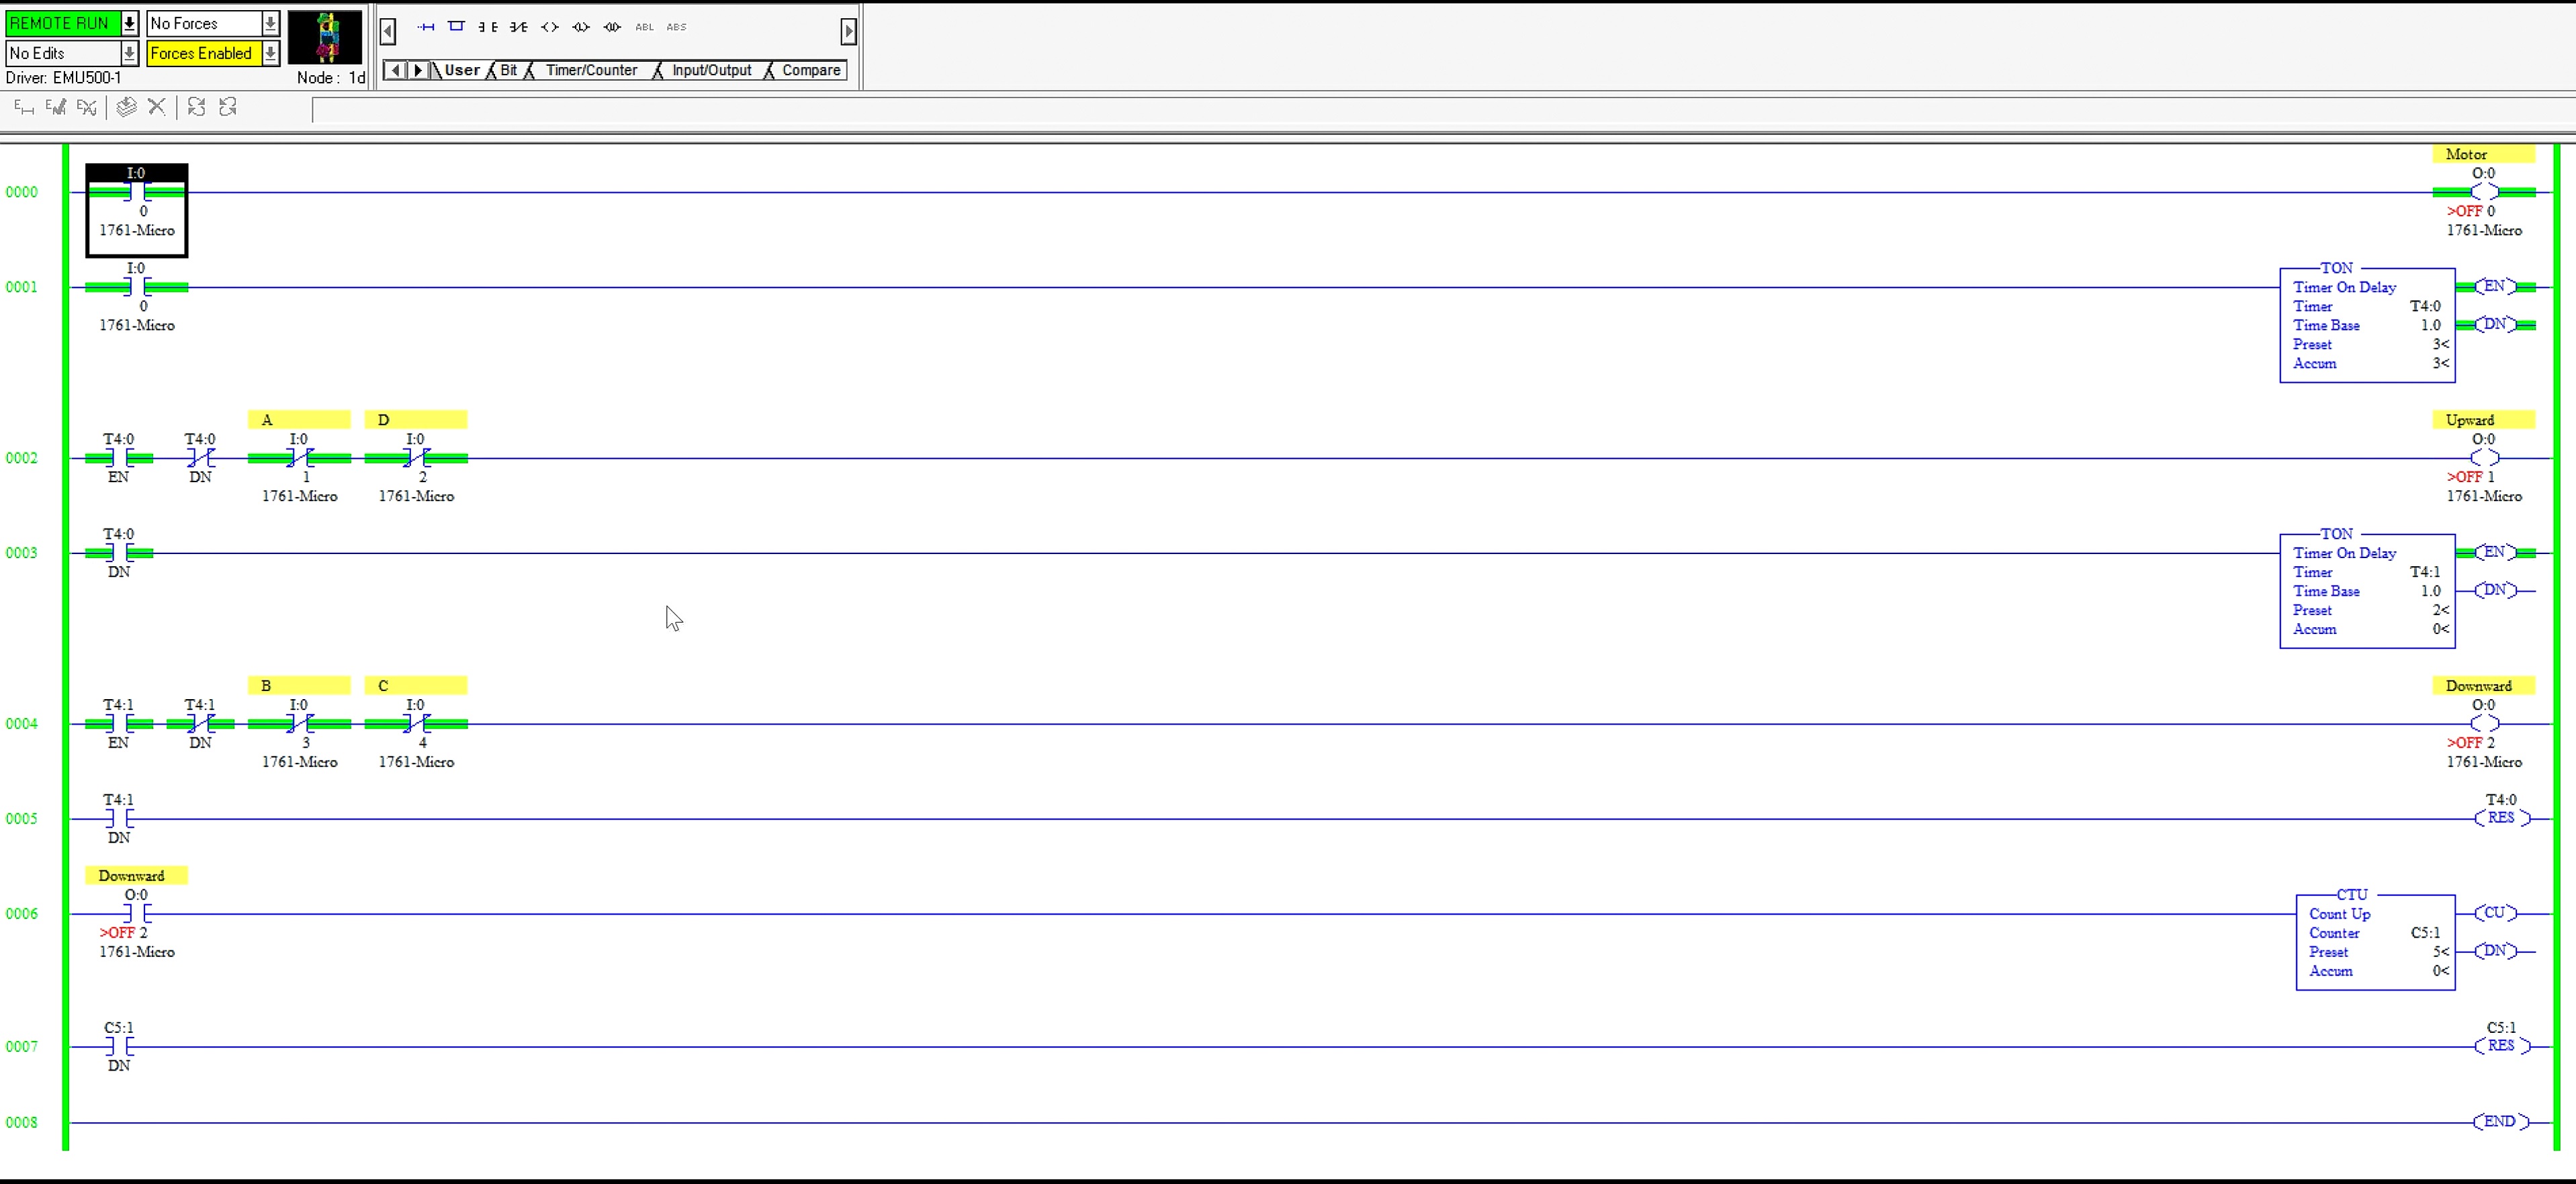 REMOTE RUN No Forces
No Edits Forces Enabled
Driver: EMU500-1 Node : 1d
ABL ABS
User Bit Timer/Counter Input/Output Compare
Motor
I:0 O:0
0000
0 >OFF 0
1761-Micro 1761-Micro
I:0 TON
0001 Timer On Delay EN
0 Timer T4:0
1761-Micro Time Base 1.0 DN
Preset 3<
Accum 3<
A D Upward
T4:0 T4:0 I:0 I:0 O:0
0002
EN DN 1 2 >OFF 1
1761-Micro 1761-Micro 1761-Micro
T4:0 TON
0003 Timer On Delay EN
DN Timer T4:1
Time Base 1.0 DN
Preset 2<
Accum 0<
B C Downward
T4:1 T4:1 I:0 I:0 O:0
0004
EN DN 3 4 >OFF 2
1761-Micro 1761-Micro 1761-Micro
T4:1 T4:0
0005 RES
DN
Downward
O:0 CTU
0006 Count Up CU
>OFF 2 Counter C5:1
1761-Micro Preset 5< DN
Accum 0<
C5:1 C5:1
0007 RES
DN
0008 END